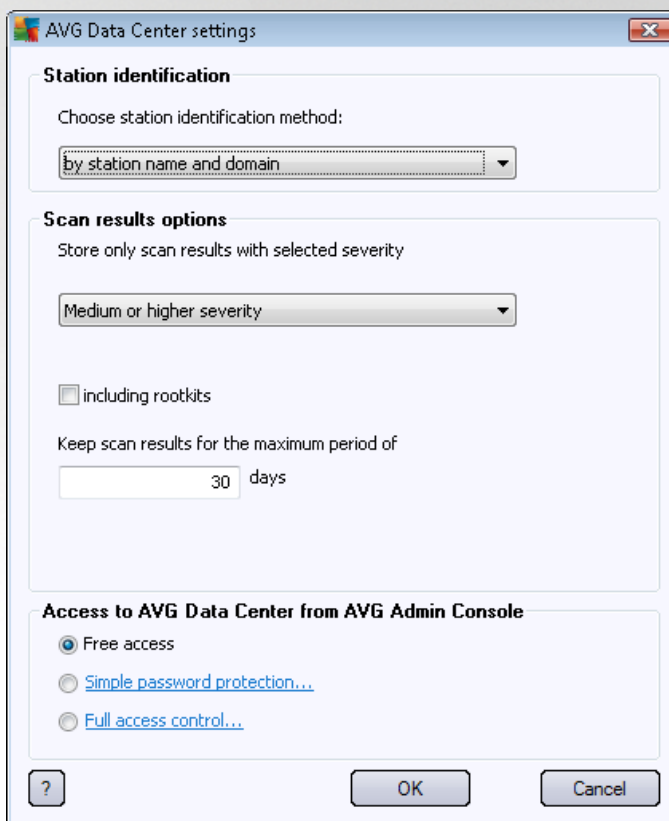 AVG Data Center settings
Station identification
Choose station identification method:
by station name and domain
Scan results options
Store only scan results with selected severity
Medium or higher severity
including rootkits
Keep scan results for the maximum period of
30 days
Access to AVG Data Center from AVG Admin Console
Free access
Simple password protection...
Full access control...
? OK Cancel